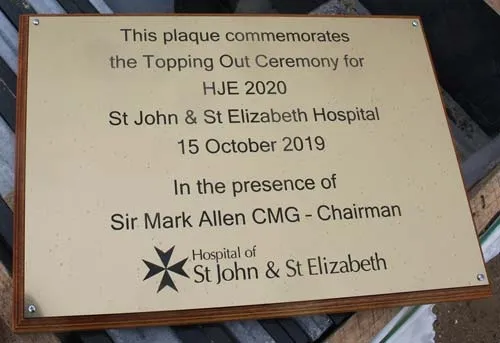 This plaque commemorates
the Topping Out Ceremony for
HJE 2020
St John & St Elizabeth Hospital
15 October 2019
In the presence of
Sir Mark Allen CMG - Chairman
Hospital of
St John & St Elizabeth